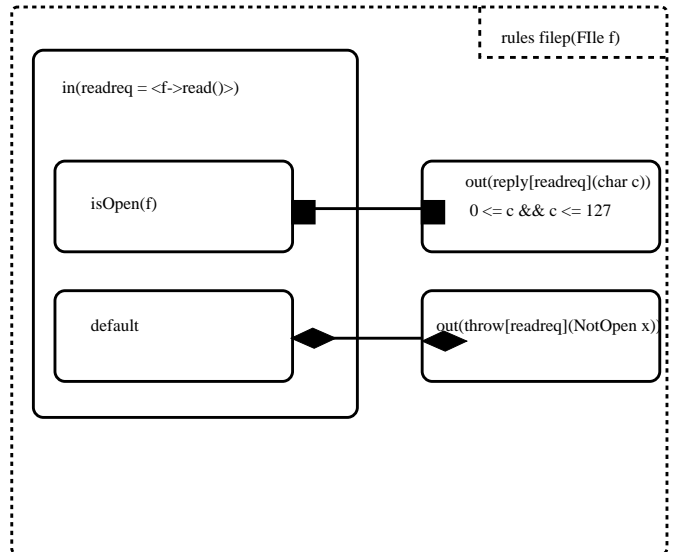 rules filep(FIle f)
in(readreq = <f->read()>)
isOpen(f)
out(reply[readreq](char c))
0 <= c && c <= 127
default
out(throw[readreq](NotOpen x))